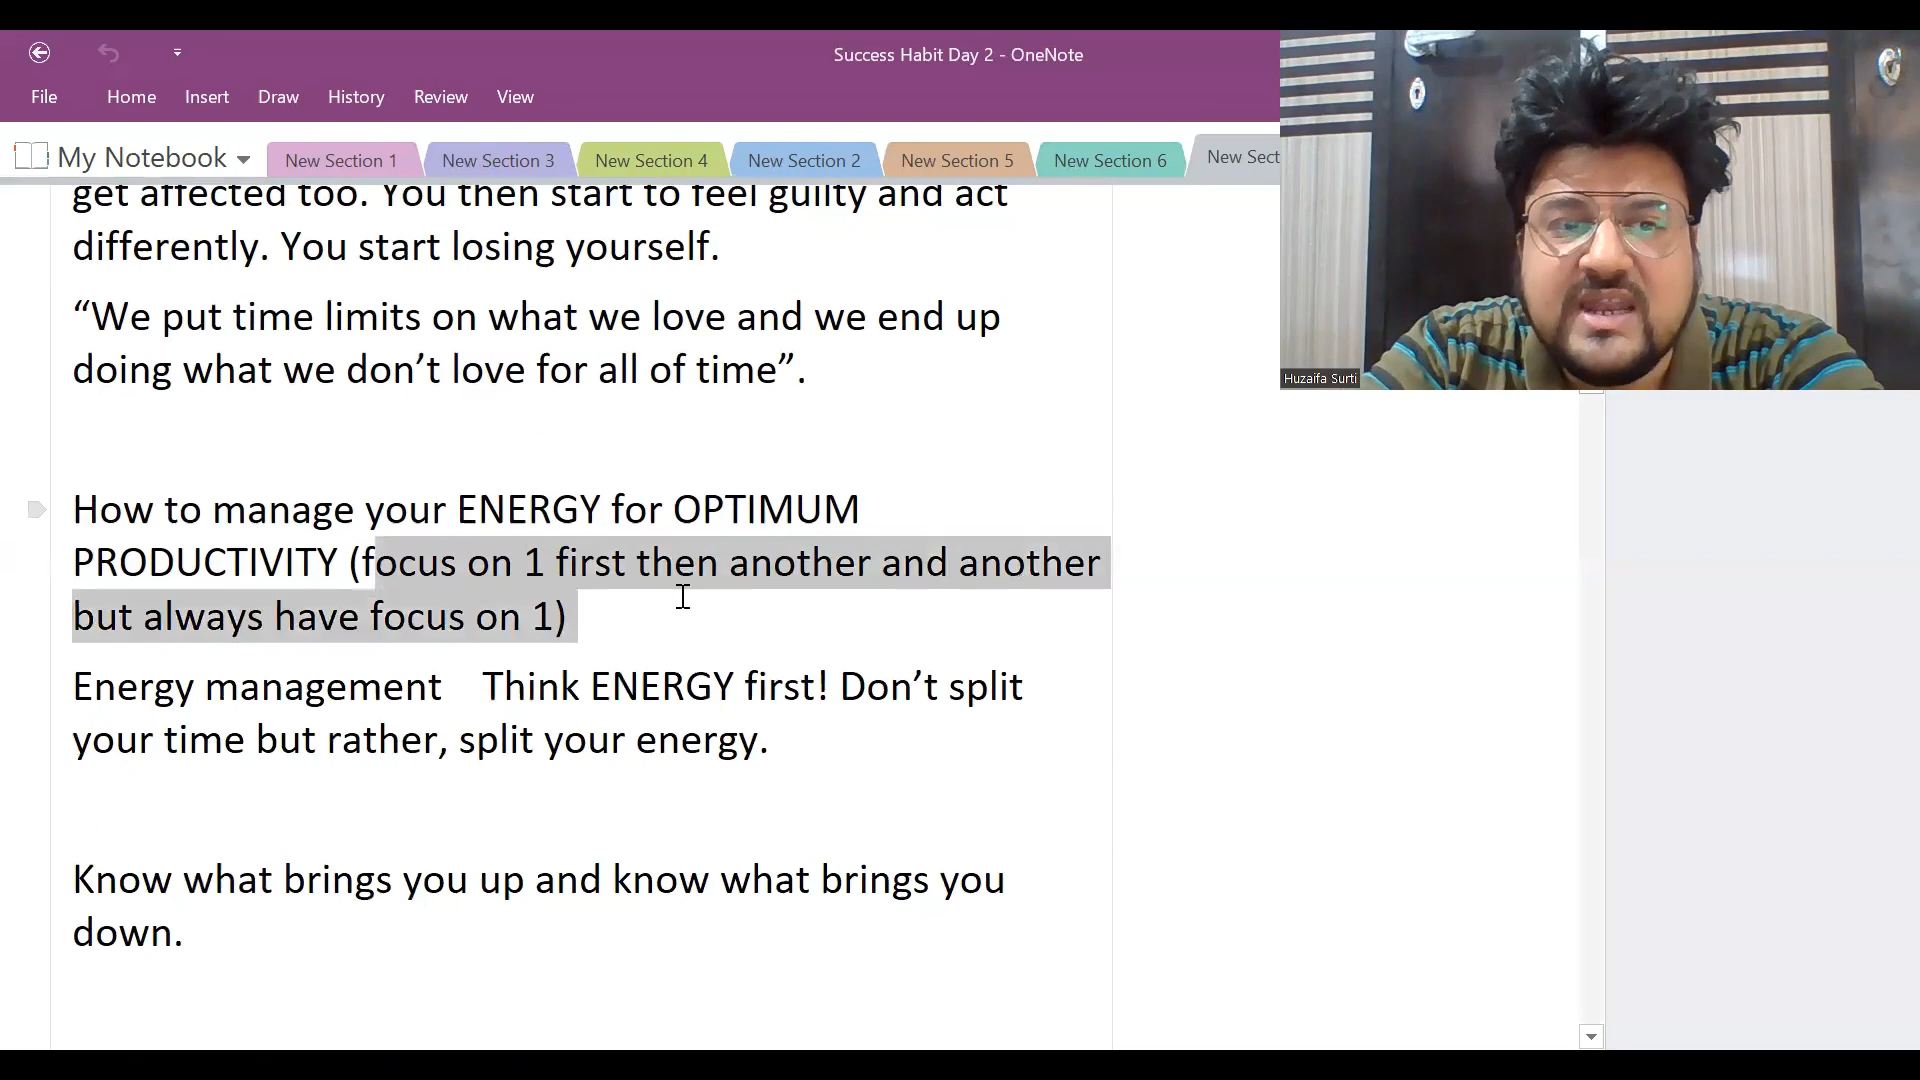 Success Habit Day 2 - OneNote
File Home Insert Draw History Review View
My Notebook New Section 1 New Section 3 New Section 4 New Section 2 New Section 5 New Section 6 New Sect
get affected too. You then start to feel guilty and act
differently. You start losing yourself.
“We put time limits on what we love and we end up
doing what we don’t love for all of time”.
How to manage your ENERGY for OPTIMUM
PRODUCTIVITY (focus on 1 first then another and another
but always have focus on 1)
Energy management Think ENERGY first! Don’t split
your time but rather, split your energy.
Know what brings you up and know what brings you
down.
Huzaifa Surti